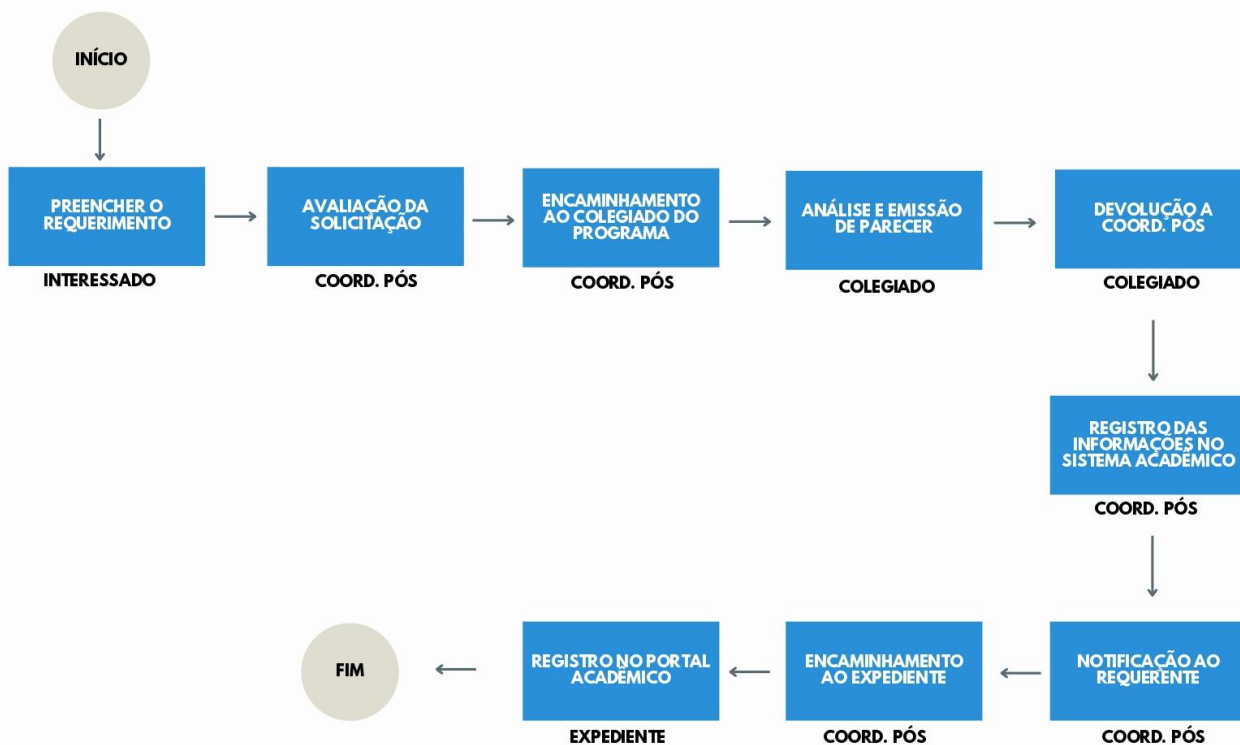 INÍCIO
PREENCHER O
REQUERIMENTO
INTERESSADO
AVALIAÇÃO DA
SOLICITAÇÃO
COORD. PÓS
ENCAMINHAMENTO
AO COLEGIADO DO
PROGRAMA
COORD. PÓS
ANÁLISE E EMISSÃO
DE PARECER
COLEGIADO
DEVOLUÇÃO A
COORD. PÓS
COLEGIADO
REGISTRO DAS
INFORMAÇÕES NO
SISTEMA ACADÊMICO
COORD. PÓS
NOTIFICAÇÃO AO
REQUERENTE
COORD. PÓS
ENCAMINHAMENTO
AO EXPEDIENTE
COORD. PÓS
REGISTRO NO PORTAL
ACADÊMICO
EXPEDIENTE
FIM